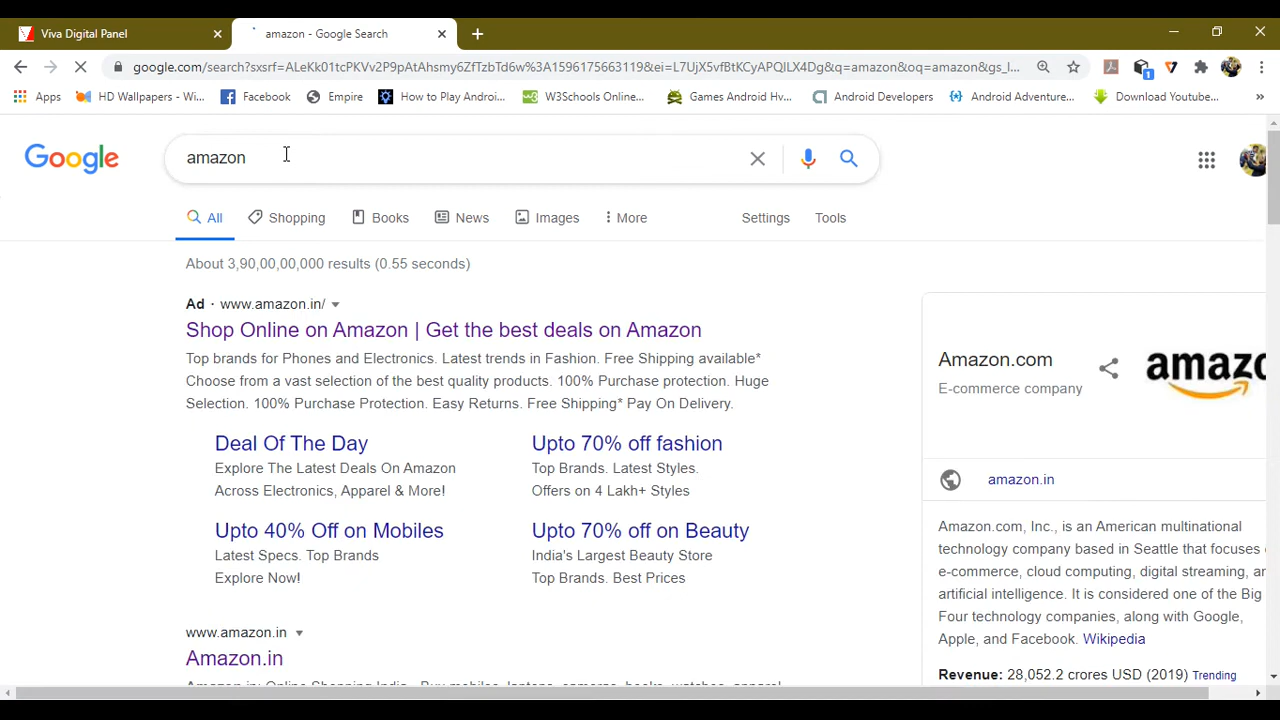 Viva Digital Panel
amazon - Google Search
google.com/search?sxsrf=ALeKk01tcPKVv2P9pAtAhsmy6ZfTzbTd6w%3A1596175663119&ei=L7UjX5vfBtKCyAPQlLX4Dg&q=amazon&oq=amazon&gs_l...
1
Apps
HD Wallpapers - Wi...
Facebook
Empire
How to Play Androi...
W3Schools Online...
Games Android Hv...
Android Developers
Android Adventure...
Download Youtube...
»
Google
amazon
All
Shopping
Books
News
Images
More
Settings
Tools
About 3,90,00,00,000 results (0.55 seconds)
Ad · www.amazon.in/
Shop Online on Amazon | Get the best deals on Amazon
Top brands for Phones and Electronics. Latest trends in Fashion. Free Shipping available*
Choose from a vast selection of the best quality products. 100% Purchase protection. Huge
Selection. 100% Purchase Protection. Easy Returns. Free Shipping* Pay On Delivery.
Deal Of The Day
Explore The Latest Deals On Amazon
Across Electronics, Apparel & More!
Upto 70% off fashion
Top Brands. Latest Styles.
Offers on 4 Lakh+ Styles
Upto 40% Off on Mobiles
Latest Specs. Top Brands
Explore Now!
Upto 70% off on Beauty
India's Largest Beauty Store
Top Brands. Best Prices
www.amazon.in
Amazon.in
Amazon.com
E-commerce company
amazo
amazon.in
Amazon.com, Inc., is an American multinational
technology company based in Seattle that focuses
e-commerce, cloud computing, digital streaming, ar
artificial intelligence. It is considered one of the Big
Four technology companies, along with Google,
Apple, and Facebook. Wikipedia
Revenue: 28,052.2 crores USD (2019) Trending